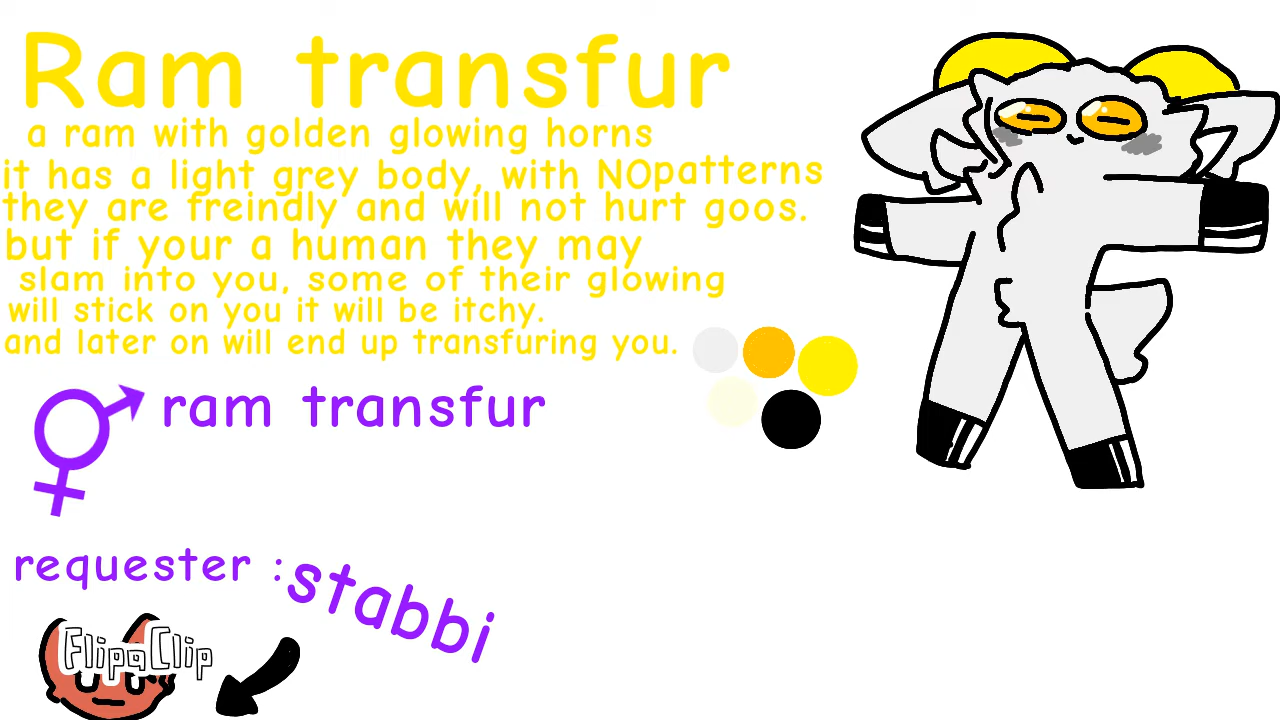 Ram transfur
a ram with golden glowing horns
it has a light grey body, with NOpatterns
they are freindly and will not hurt goos.
but if your a human they may
slam into you, some of their glowing
will stick on you it will be itchy.
and later on will end up transfuring you.
ram transfur
requester :stabbi
FlipaClip